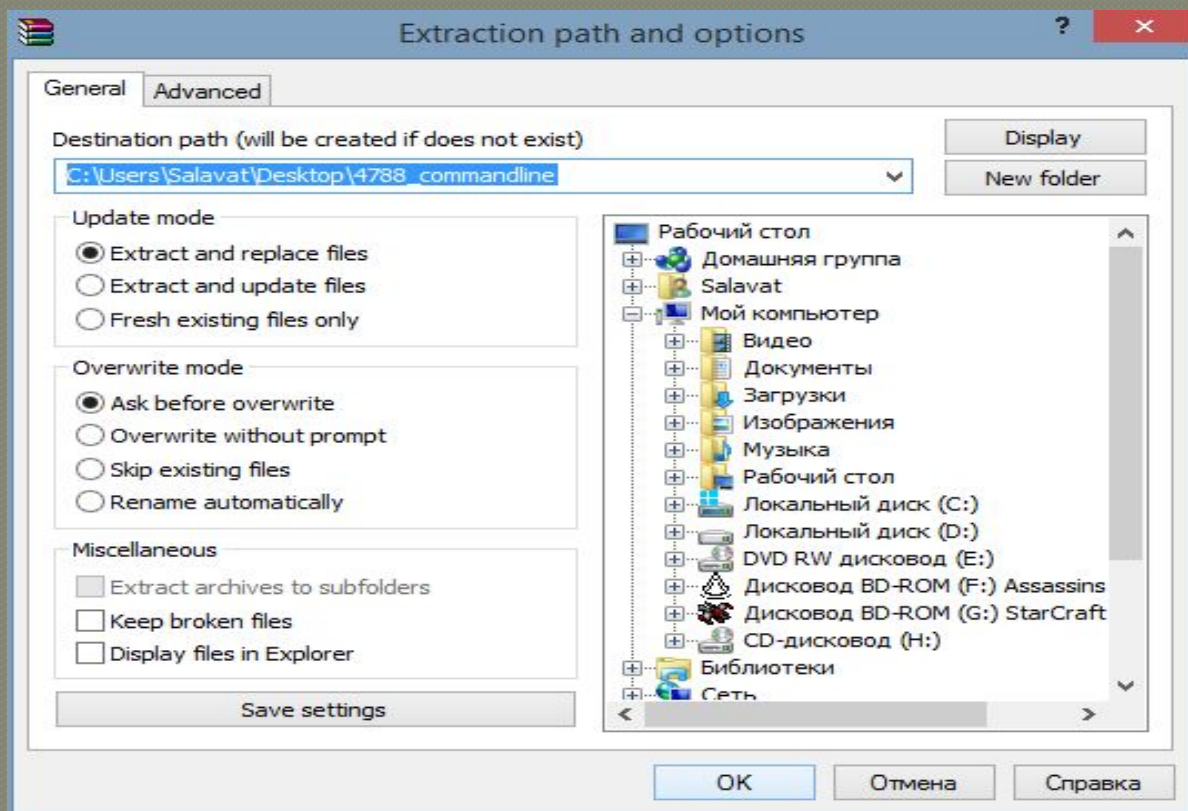 Extraction path and options
?
General
Advanced
Destination path (will be created if does not exist)
C:\Users\Salavat\Desktop\4788_commandline
Display
New folder
Update mode
Extract and replace files
Extract and update files
Fresh existing files only
Overwrite mode
Ask before overwrite
Overwrite without prompt
Skip existing files
Rename automatically
Miscellaneous
Extract archives to subfolders
Keep broken files
Display files in Explorer
Save settings
Рабочий стол
Домашняя группа
Salavat
Мой компьютер
Видео
Документы
Загрузки
Изображения
Музыка
Рабочий стол
Локальный диск (C:)
Локальный диск (D:)
DVD RW дисковод (E:)
Дисковод BD-ROM (F:) Assassins
Дисковод BD-ROM (G:) StarCraft
CD-дисковод (H:)
Библиотеки
Сеть
OK
Отмена
Справка